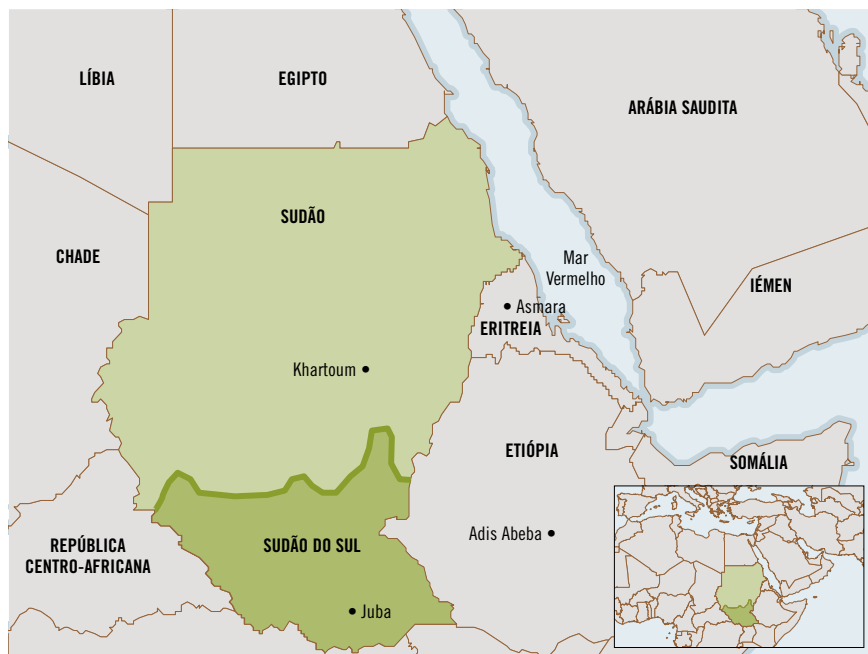 LÍBIA
EGIPTO
ARÁBIA SAUDITA
SUDÃO
CHADE
Mar
Vermelho
IÉMEN
• Asmara
ERITREIA
Khartoum •
ETIÓPIA
SOMÁLIA
Adis Abeba •
REPÚBLICA
CENTRO-AFRICANA
SUDÃO DO SUL
• Juba